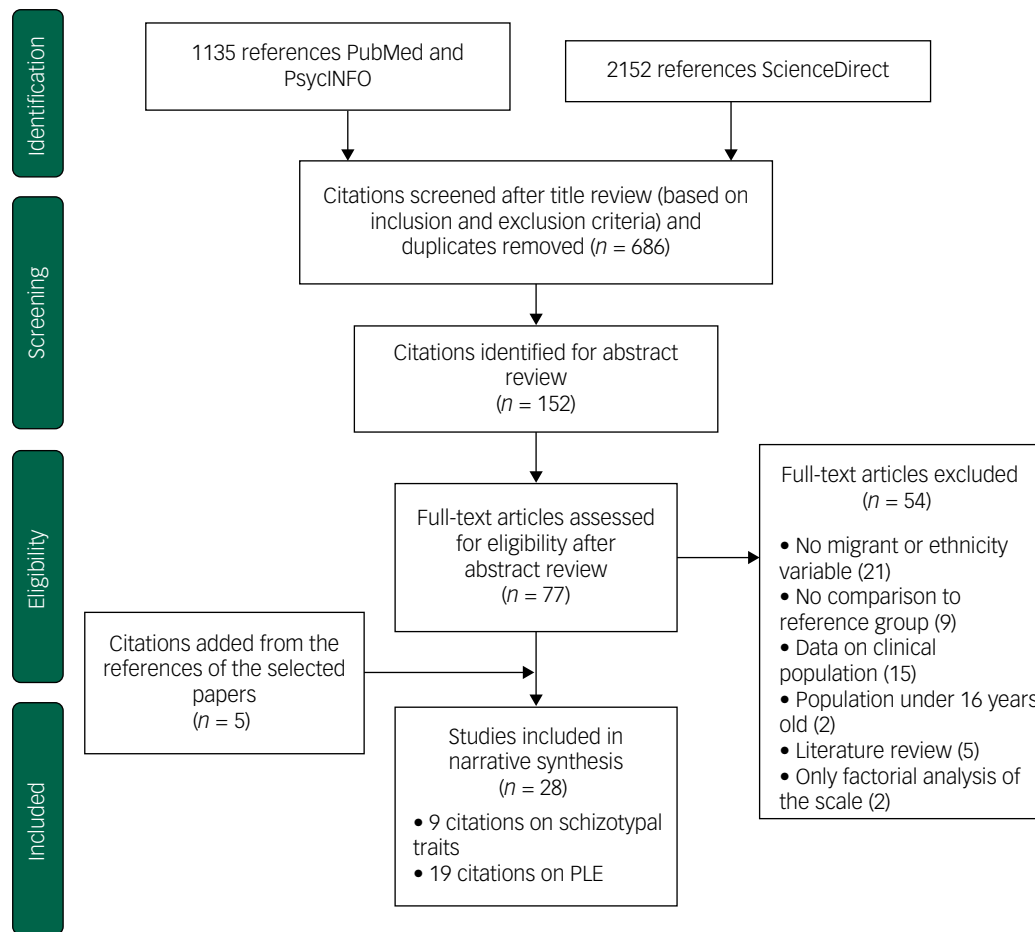 Identification
1135 references PubMed and
PsycINFO
2152 references ScienceDirect
Screening
Citations screened after title review (based on
inclusion and exclusion criteria) and
duplicates removed (n = 686)
Citations identified for abstract
review
(n = 152)
Eligibility
Full-text articles assessed
for eligibility after
abstract review
(n = 77)
Full-text articles excluded
(n = 54)
• No migrant or ethnicity
variable (21)
• No comparison to
reference group (9)
• Data on clinical
population (15)
• Population under 16 years
old (2)
• Literature review (5)
• Only factorial analysis of
the scale (2)
Citations added from the
references of the selected
papers
(n = 5)
Included
Studies included in
narrative synthesis
(n = 28)
• 9 citations on schizotypal
traits
• 19 citations on PLE